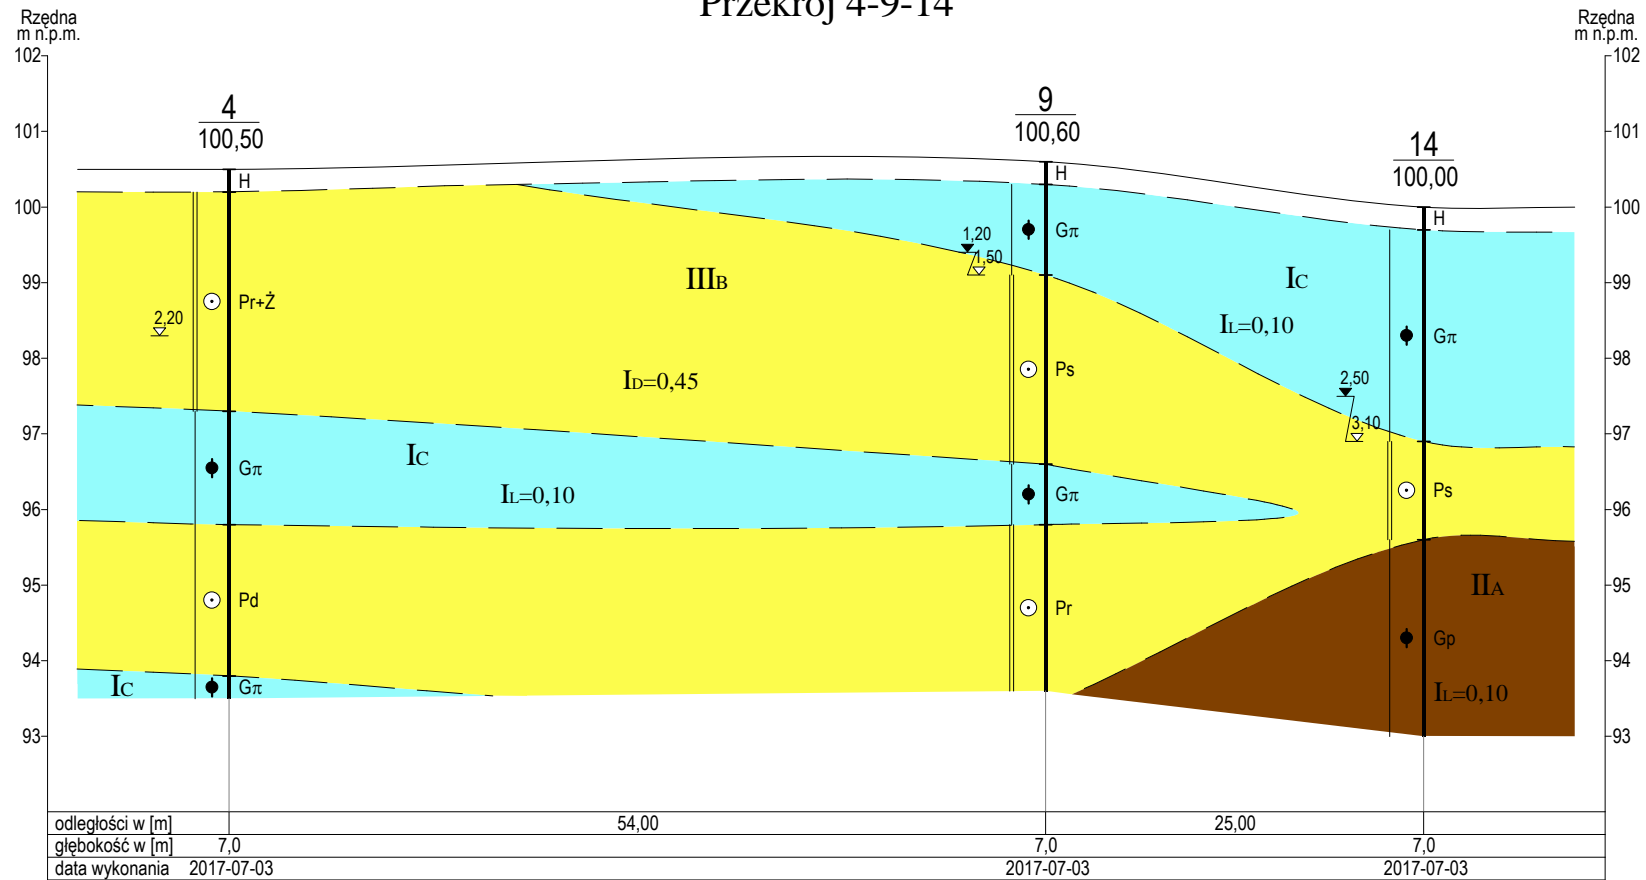 Przekrój 4-9-14
Rzędna
m n.p.m.
Rzędna
m n.p.m.
102
102
4
100,50
9
100,60
14
100,00
101
101
H
H
H
100
100
1,20
1,50
Gπ
IIIB
IC
99
99
Pr+Ż
2,20
IL=0,10
Gπ
98
98
ID=0,45
Ps
2,50
3,10
97
97
IC
Gπ
IL=0,10
Gπ
Ps
96
96
95
95
IIA
Pd
Pr
Gp
94
94
IC
Gπ
IL=0,10
93
93
odległości w [m] 54,00 25,00
głębokość w [m] 7,0 7,0 7,0
data wykonania 2017-07-03 2017-07-03 2017-07-03